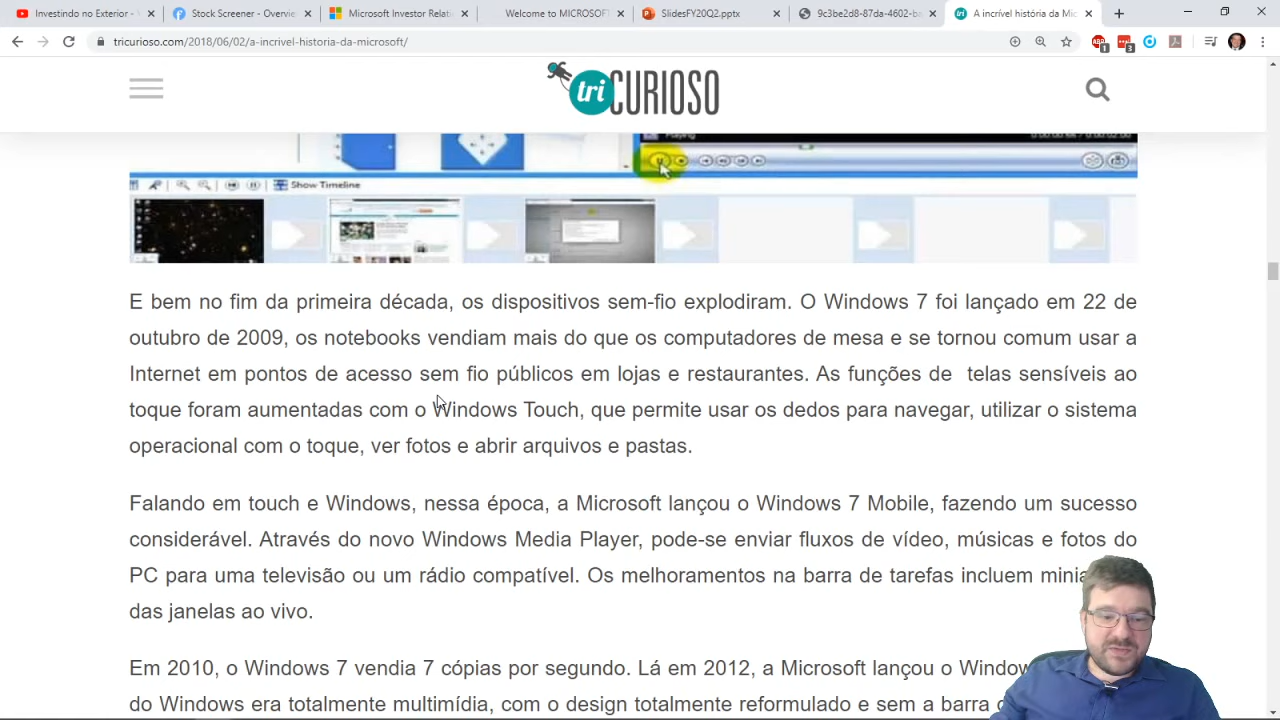 Investindo no Exterior -
Stock Screener - Overvie
Microsoft Investor Relati
Welcome to MICROSOFT
SlidesFY20Q2.pptx
9c3be2d8-87da-4602-ba
A incrível história da Mic
tricurioso.com/2018/06/02/a-incrivel-historia-da-microsoft/
tri CURIOSO
Playing
Show Timeline
E bem no fim da primeira década, os dispositivos sem-fio explodiram. O Windows 7 foi lançado em 22 de
outubro de 2009, os notebooks vendiam mais do que os computadores de mesa e se tornou comum usar a
Internet em pontos de acesso sem fio públicos em lojas e restaurantes. As funções de telas sensíveis ao
toque foram aumentadas com o Windows Touch, que permite usar os dedos para navegar, utilizar o sistema
operacional com o toque, ver fotos e abrir arquivos e pastas.
Falando em touch e Windows, nessa época, a Microsoft lançou o Windows 7 Mobile, fazendo um sucesso
considerável. Através do novo Windows Media Player, pode-se enviar fluxos de vídeo, músicas e fotos do
PC para uma televisão ou um rádio compatível. Os melhoramentos na barra de tarefas incluem
das janelas ao vivo.
Em 2010, o Windows 7 vendia 7 cópias por segundo. Lá em 2012, a Microsoft lançou o
do Windows era totalmente multimídia, com o design totalmente reformulado e sem a barra